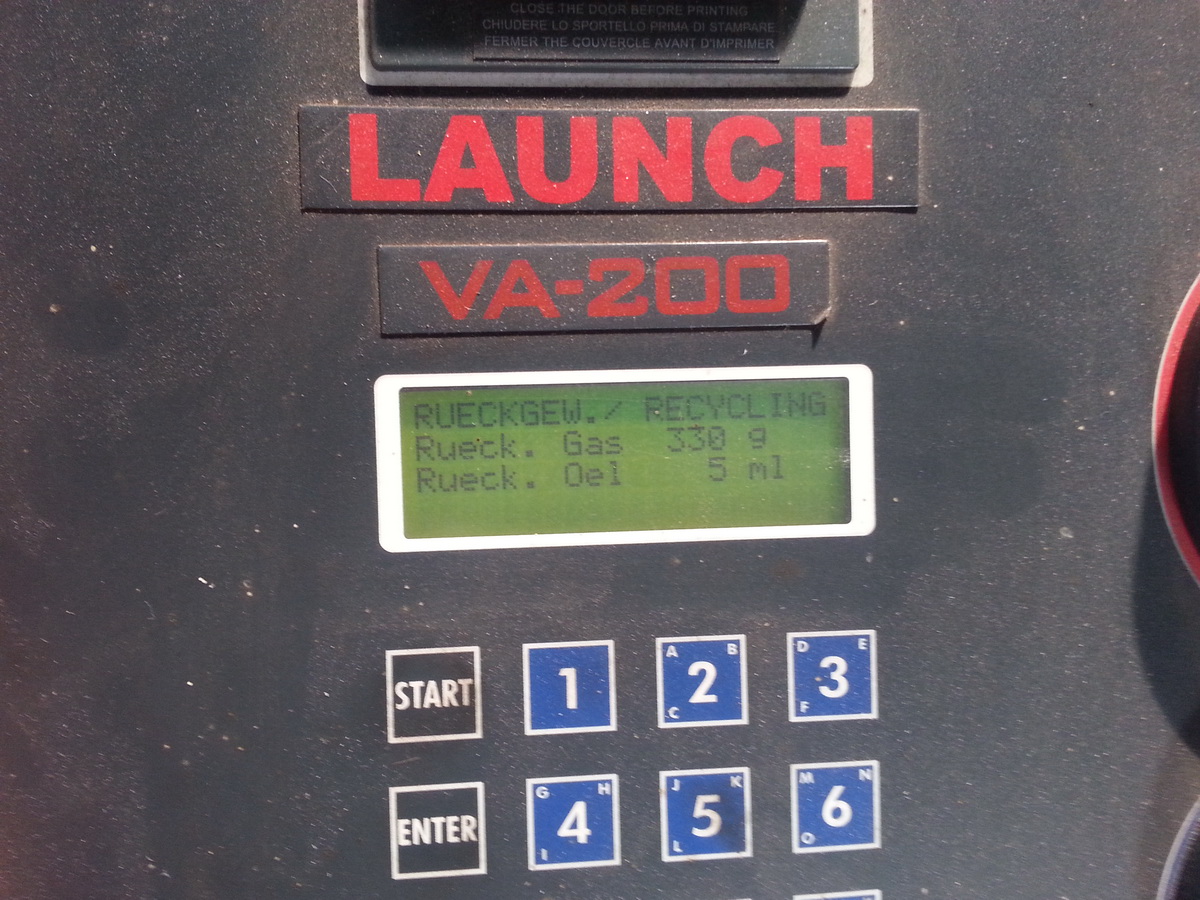 CLOSE THE DOOR BEFORE PRINTING
CHIUDERE LO SPORTELLO PRIMA DI STAMPARE
FERMER THE COUVERCLE AVANT D'IMPRIMER
LAUNCH
VA-200
RUECKGEW./ RECYCLING
Rueck. Gas 330 g
Rueck. Oel 5 ml
START
1
A B
2
C
D E
3
F
ENTER
G H
4
I
J K
5
L
M N
6
O